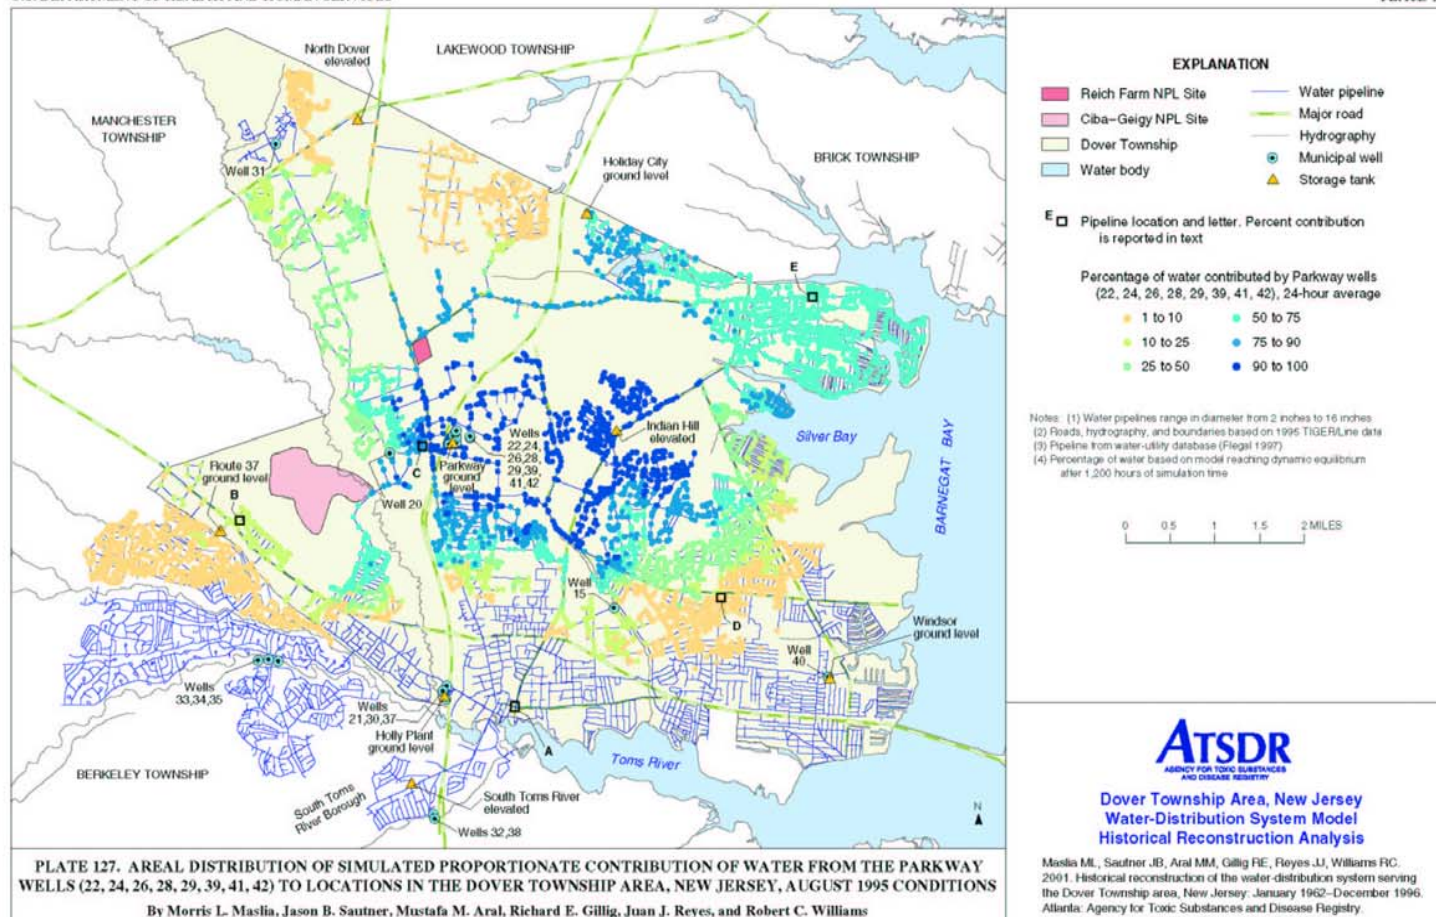 LAKEWOOD TOWNSHIP
North Dover
elevated
MANCHESTER
TOWNSHIP
Well 31
Holiday City
ground level
BRICK TOWNSHIP
E
Silver Bay
BARNEGAT BAY
Indian Hill
elevated
Wells
22,24,
26,28,
29,39,
41,42
C
Parkway
ground
level
Well 20
Route 37
ground level
B
Well
15
D
Windsor
ground level
Well
40
Wells
33,34,35
Wells
21,30,37
Holly Plant
ground level
A
Toms River
BERKELEY TOWNSHIP
South Toms
River Borough
South Toms River
elevated
Wells 32,38
N
EXPLANATION
Reich Farm NPL Site
Ciba–Geigy NPL Site
Dover Township
Water body
Water pipeline
Major road
Hydrography
Municipal well
Storage tank
E Pipeline location and letter. Percent contribution
is reported in text
Percentage of water contributed by Parkway wells
(22, 24, 26, 28, 29, 39, 41, 42), 24-hour average
1 to 10
10 to 25
25 to 50
50 to 75
75 to 90
90 to 100
Notes: (1) Water pipelines range in diameter from 2 inches to 16 inches
(2) Roads, hydrography, and boundaries based on 1995 TIGER/Line data
(3) Pipeline from water-utility database (Flegal 1997)
(4) Percentage of water based on model reaching dynamic equilibrium
after 1,200 hours of simulation time
0 0.5 1 1.5 2 MILES
ATSDR
AGENCY FOR TOXIC SUBSTANCES
AND DISEASE REGISTRY
Dover Township Area, New Jersey
Water-Distribution System Model
Historical Reconstruction Analysis
Maslia ML, Sautner JB, Aral MM, Gillig RE, Reyes JJ, Williams RC.
2001. Historical reconstruction of the water-distribution system serving
the Dover Township area, New Jersey: January 1962–December 1996.
Atlanta: Agency for Toxic Substances and Disease Registry.
PLATE 127. AREAL DISTRIBUTION OF SIMULATED PROPORTIONATE CONTRIBUTION OF WATER FROM THE PARKWAY
WELLS (22, 24, 26, 28, 29, 39, 41, 42) TO LOCATIONS IN THE DOVER TOWNSHIP AREA, NEW JERSEY, AUGUST 1995 CONDITIONS
By Morris L. Maslia, Jason B. Sautner, Mustafa M. Aral, Richard E. Gillig, Juan J. Reyes, and Robert C. Williams